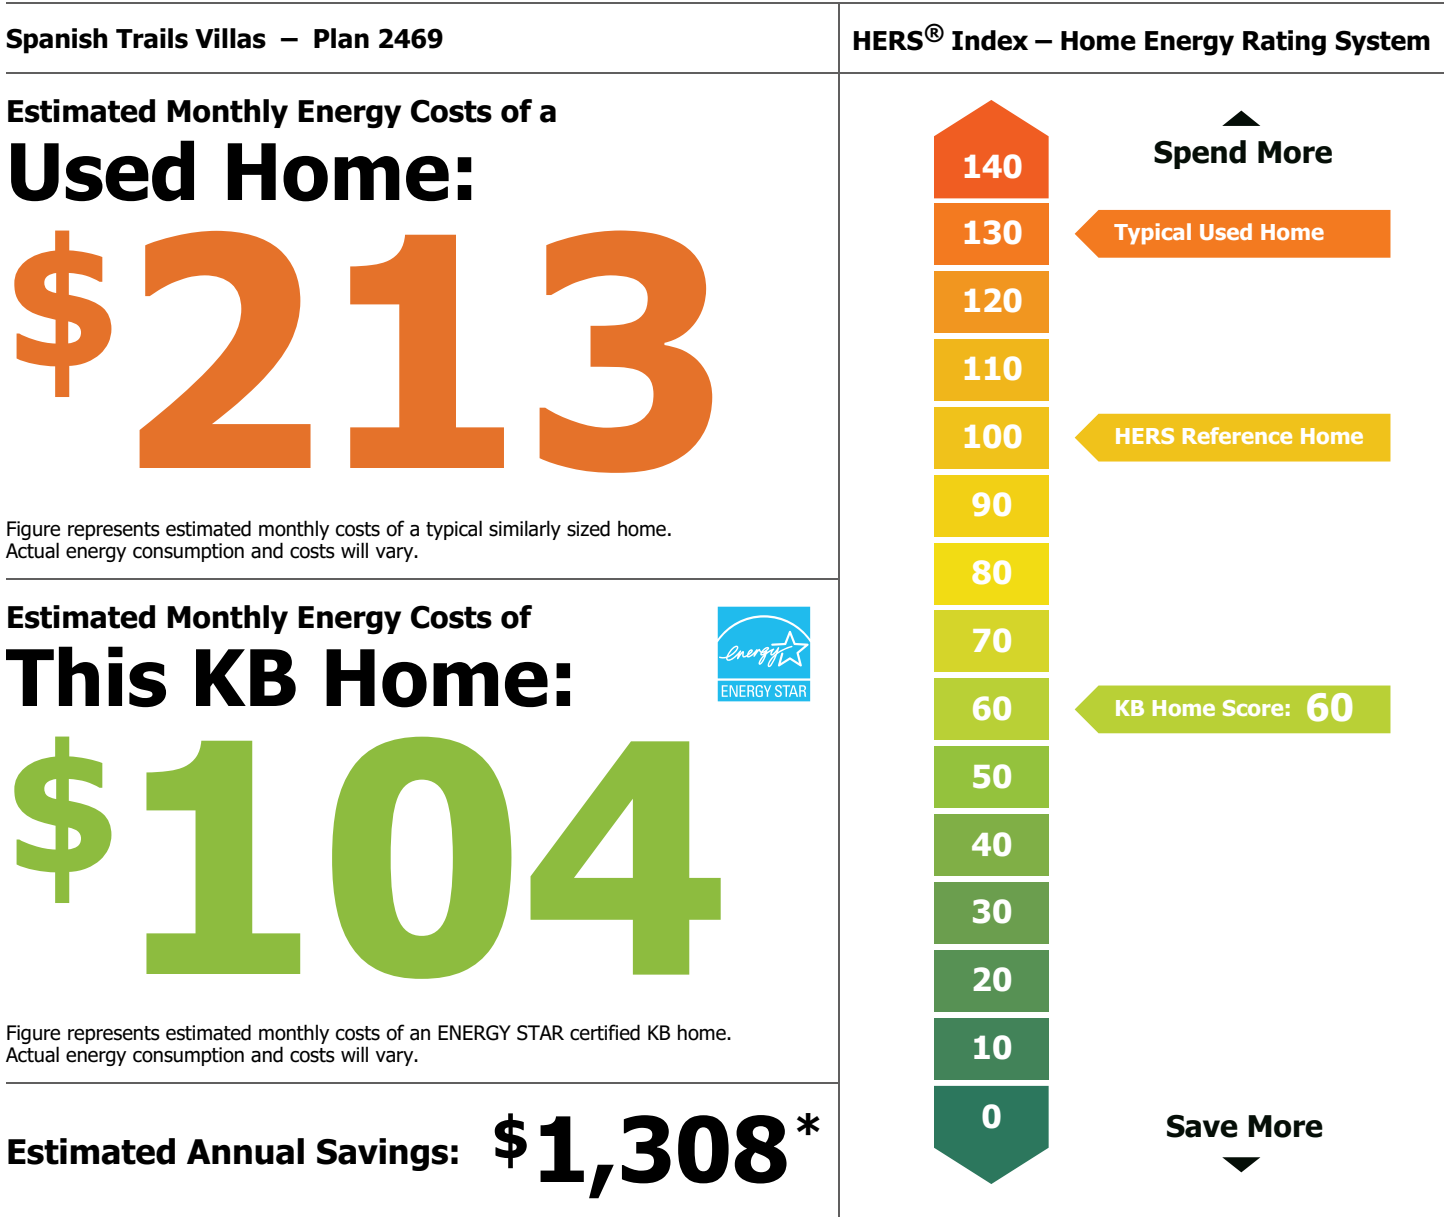 Spanish Trails Villas – Plan 2469
Estimated Monthly Energy Costs of a
Used Home:
$213
Figure represents estimated monthly costs of a typical similarly sized home.
Actual energy consumption and costs will vary.
Estimated Monthly Energy Costs of
This KB Home:
energy
ENERGY STAR
$104
Figure represents estimated monthly costs of an ENERGY STAR certified KB home.
Actual energy consumption and costs will vary.
Estimated Annual Savings: $1,308*
HERS® Index – Home Energy Rating System
Spend More
140
130 Typical Used Home
120
110
100 HERS Reference Home
90
80
70
60 KB Home Score: 60
50
40
30
20
10
0
Save More